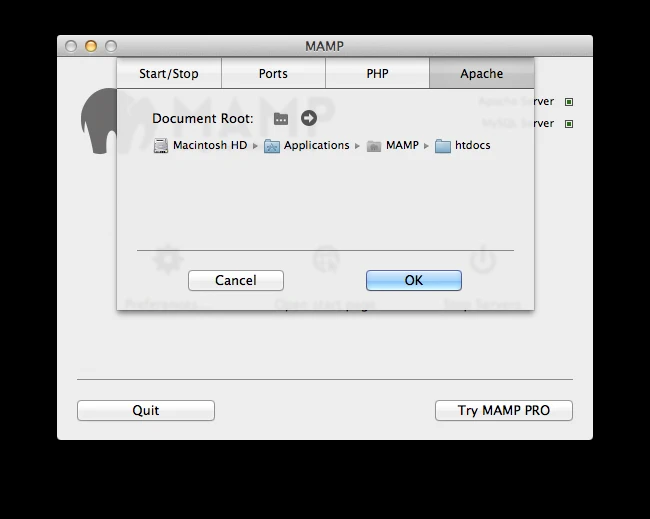 MAMP
Start/Stop Ports PHP Apache
MAMP
Apache Server
MySQL Server
Document Root:
Macintosh HD Applications MAMP htdocs
Cancel OK
Preferences... Open start page Stop Servers
Quit Try MAMP PRO